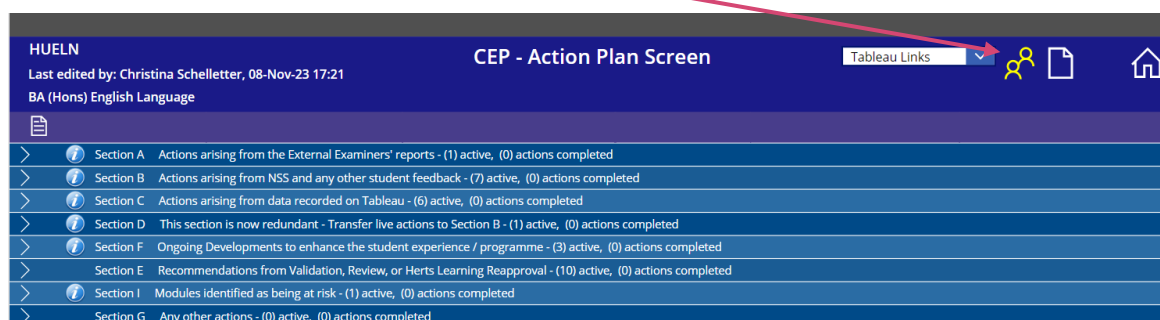 HUELN
CEP - Action Plan Screen
Tableau Links
Last edited by: Christina Schelletter, 08-Nov-23 17:21
BA (Hons) English Language
Section A Actions arising from the External Examiners' reports - (1) active, (0) actions completed
Section B Actions arising from NSS and any other student feedback - (7) active, (0) actions completed
Section C Actions arising from data recorded on Tableau - (6) active, (0) actions completed
Section D This section is now redundant - Transfer live actions to Section B - (1) active, (0) actions completed
Section F Ongoing Developments to enhance the student experience / programme - (3) active, (0) actions completed
Section E Recommendations from Validation, Review, or Herts Learning Reapproval - (10) active, (0) actions completed
Section I Modules identified as being at risk - (1) active, (0) actions completed
Section G Any other actions - (0) active, (0) actions completed